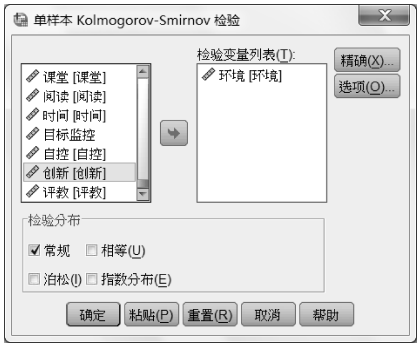 单样本 Kolmogorov-Smirnov 检验
检验变量列表(T):
课堂 [课堂]
阅读 [阅读]
时间 [时间]
目标监控
自控 [自控]
创新 [创新]
评教 [评教]
环境 [环境]
精确(X)...
选项(O)...
检验分布
常规 相等(U)
泊松(I) 指数分布(E)
确定 粘贴(P) 重置(R) 取消 帮助